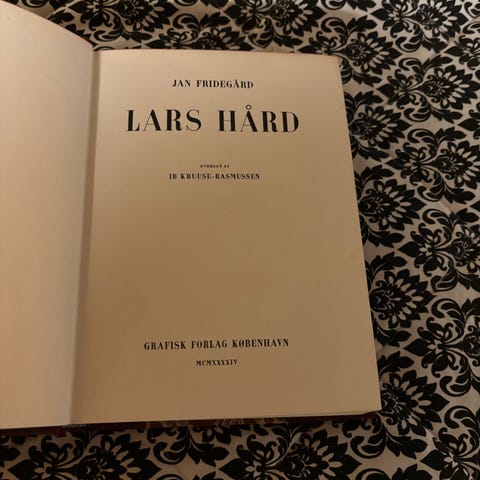 JAN FRIDEGÅRD
LARS HÅRD
OVERSAT AF
IB KRUUSE-RASMUSSEN
GRAFISK FORLAG KØBENHAVN
MCMXXXXIV